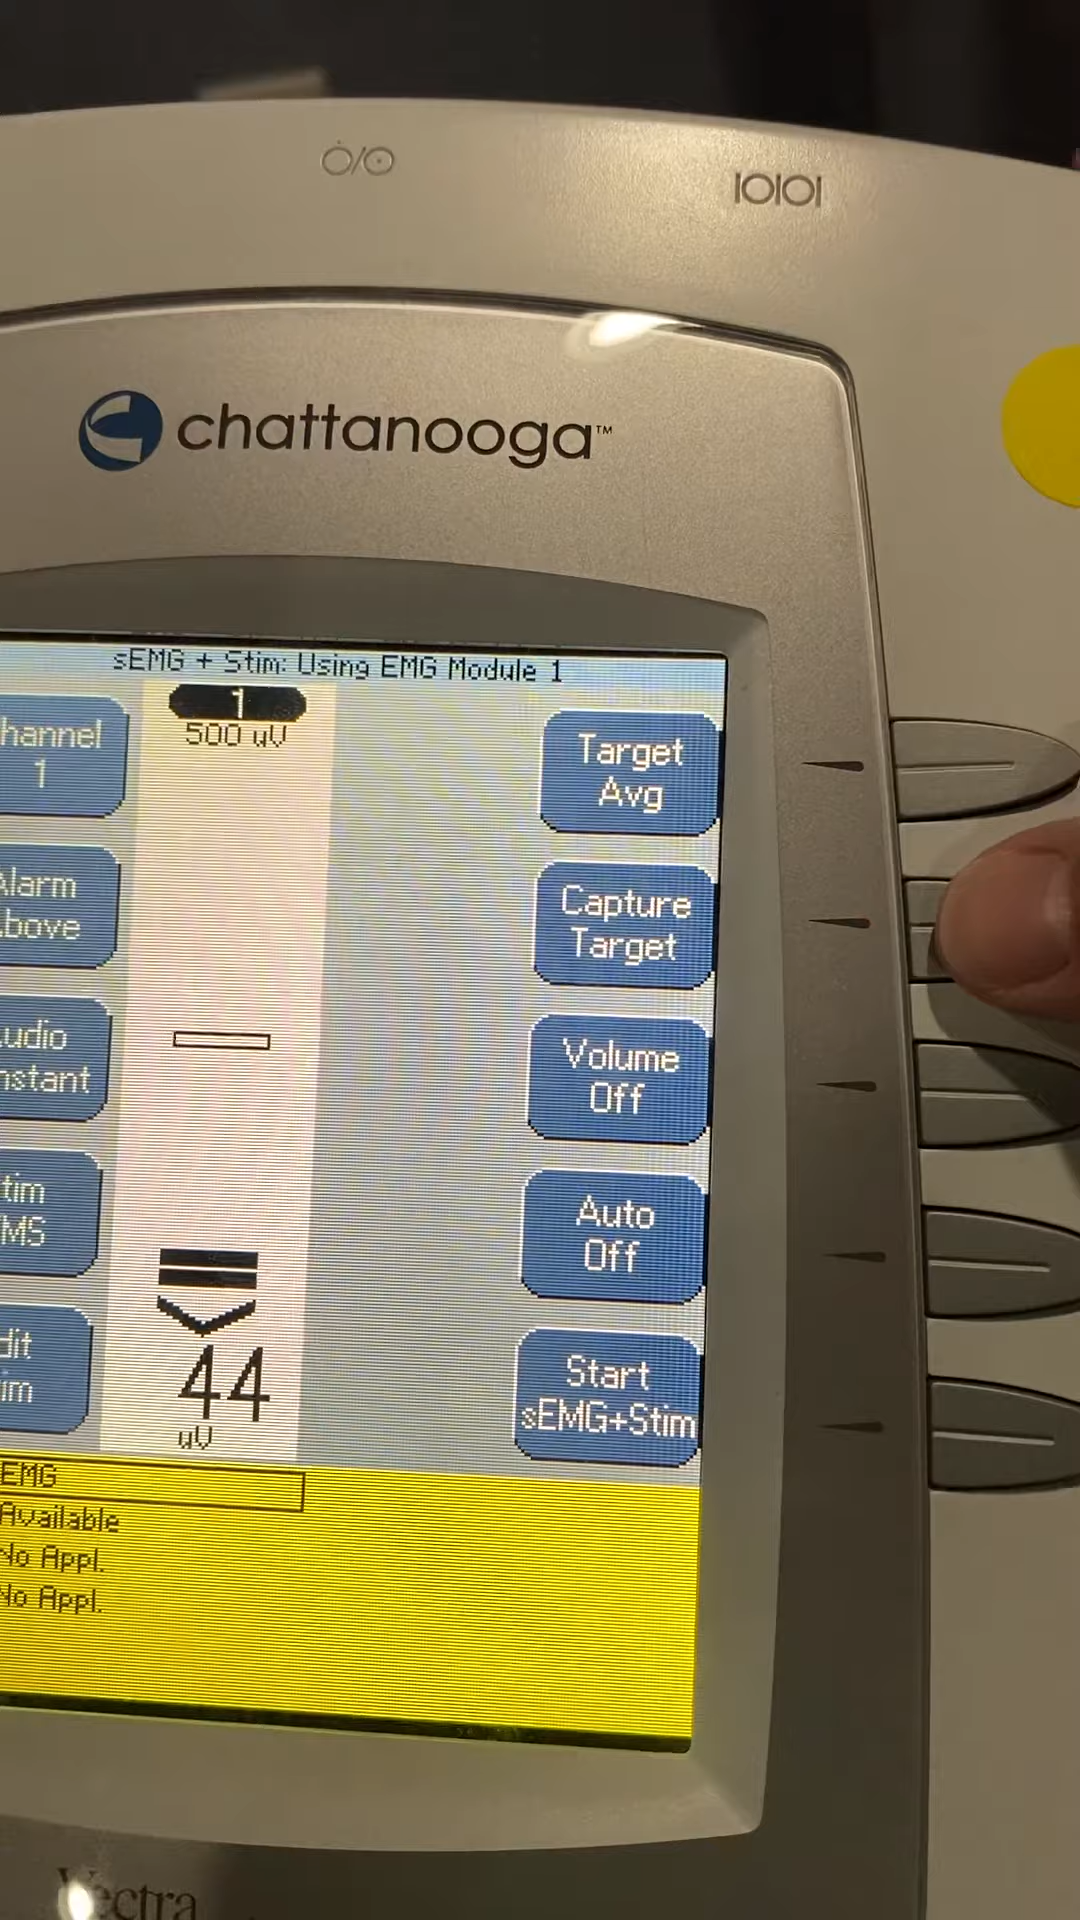 IOIOI
chattanooga™
sEMG + Stim: Using EMG Module 1
1
500 uV
hannel
1
Target
Avg
larm
bove
Capture
Target
udio
nstant
Volume
Off
tim
MS
Auto
Off
dit
im
44
uV
Start
sEMG+Stim
EMG
Available
No Appl.
No Appl.
Vectra